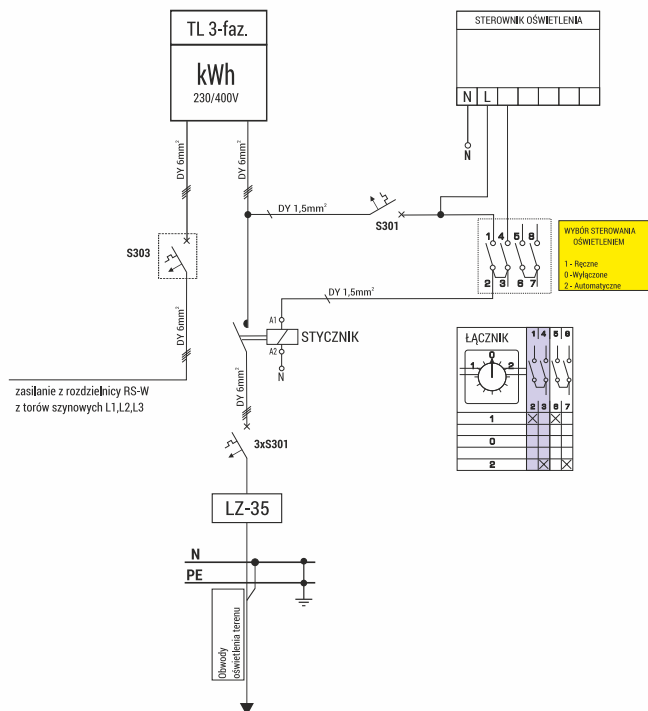 TL 3-faz.
kWh
230/400V
STEROWNIK OŚWIETLENIA
N L
N
DY 6mm²
DY 6mm²
DY 1,5mm²
S301
S303
1 4 5 8
2 3 6 7
WYBÓR STEROWANIA
OŚWIETLENIEM
1 - Ręczne
0 - Wyłączone
2 - Automatyczne
DY 1,5mm²
A1
STYCZNIK
A2
N
DY 6mm²
DY 6mm²
zasilanie z rozdzielnicy RS-W
z torów szynowych L1,L2,L3
ŁĄCZNIK
0
1 2
1 4 5 8
2 3 6 7
1
0
2
3xS301
LZ-35
N
PE
Obwody
oświetlenia terenu